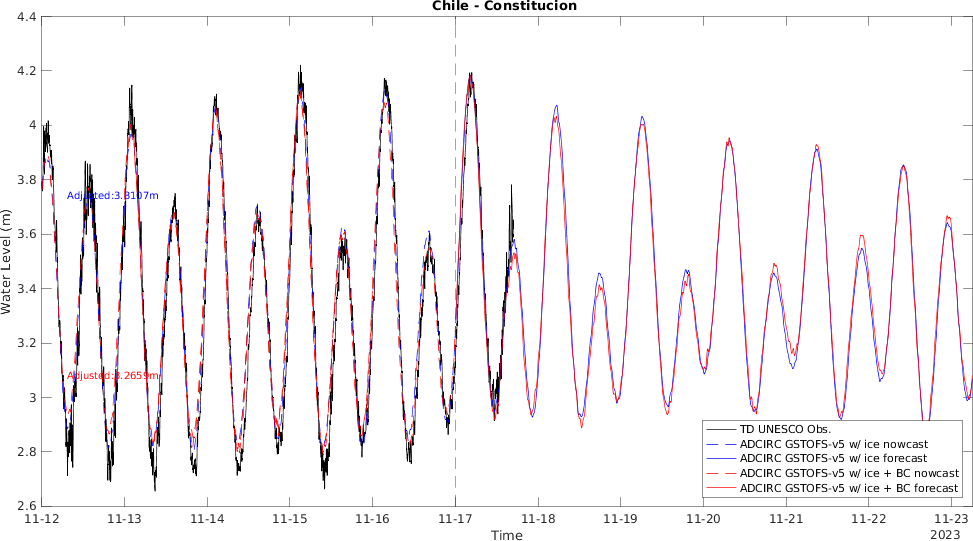 Chile - Constitucion
Water Level (m)
4.4
4.2
4
3.8
3.6
3.4
3.2
3
2.8
2.6
Adjusted:3.3107m
Adjusted:3.2659m
TD UNESCO Obs.
ADCIRC GSTOFS-v5 w/ ice nowcast
ADCIRC GSTOFS-v5 w/ ice forecast
ADCIRC GSTOFS-v5 w/ ice + BC nowcast
ADCIRC GSTOFS-v5 w/ ice + BC forecast
11-12 11-13 11-14 11-15 11-16 11-17 11-18 11-19 11-20 11-21 11-22 11-23
2023
Time